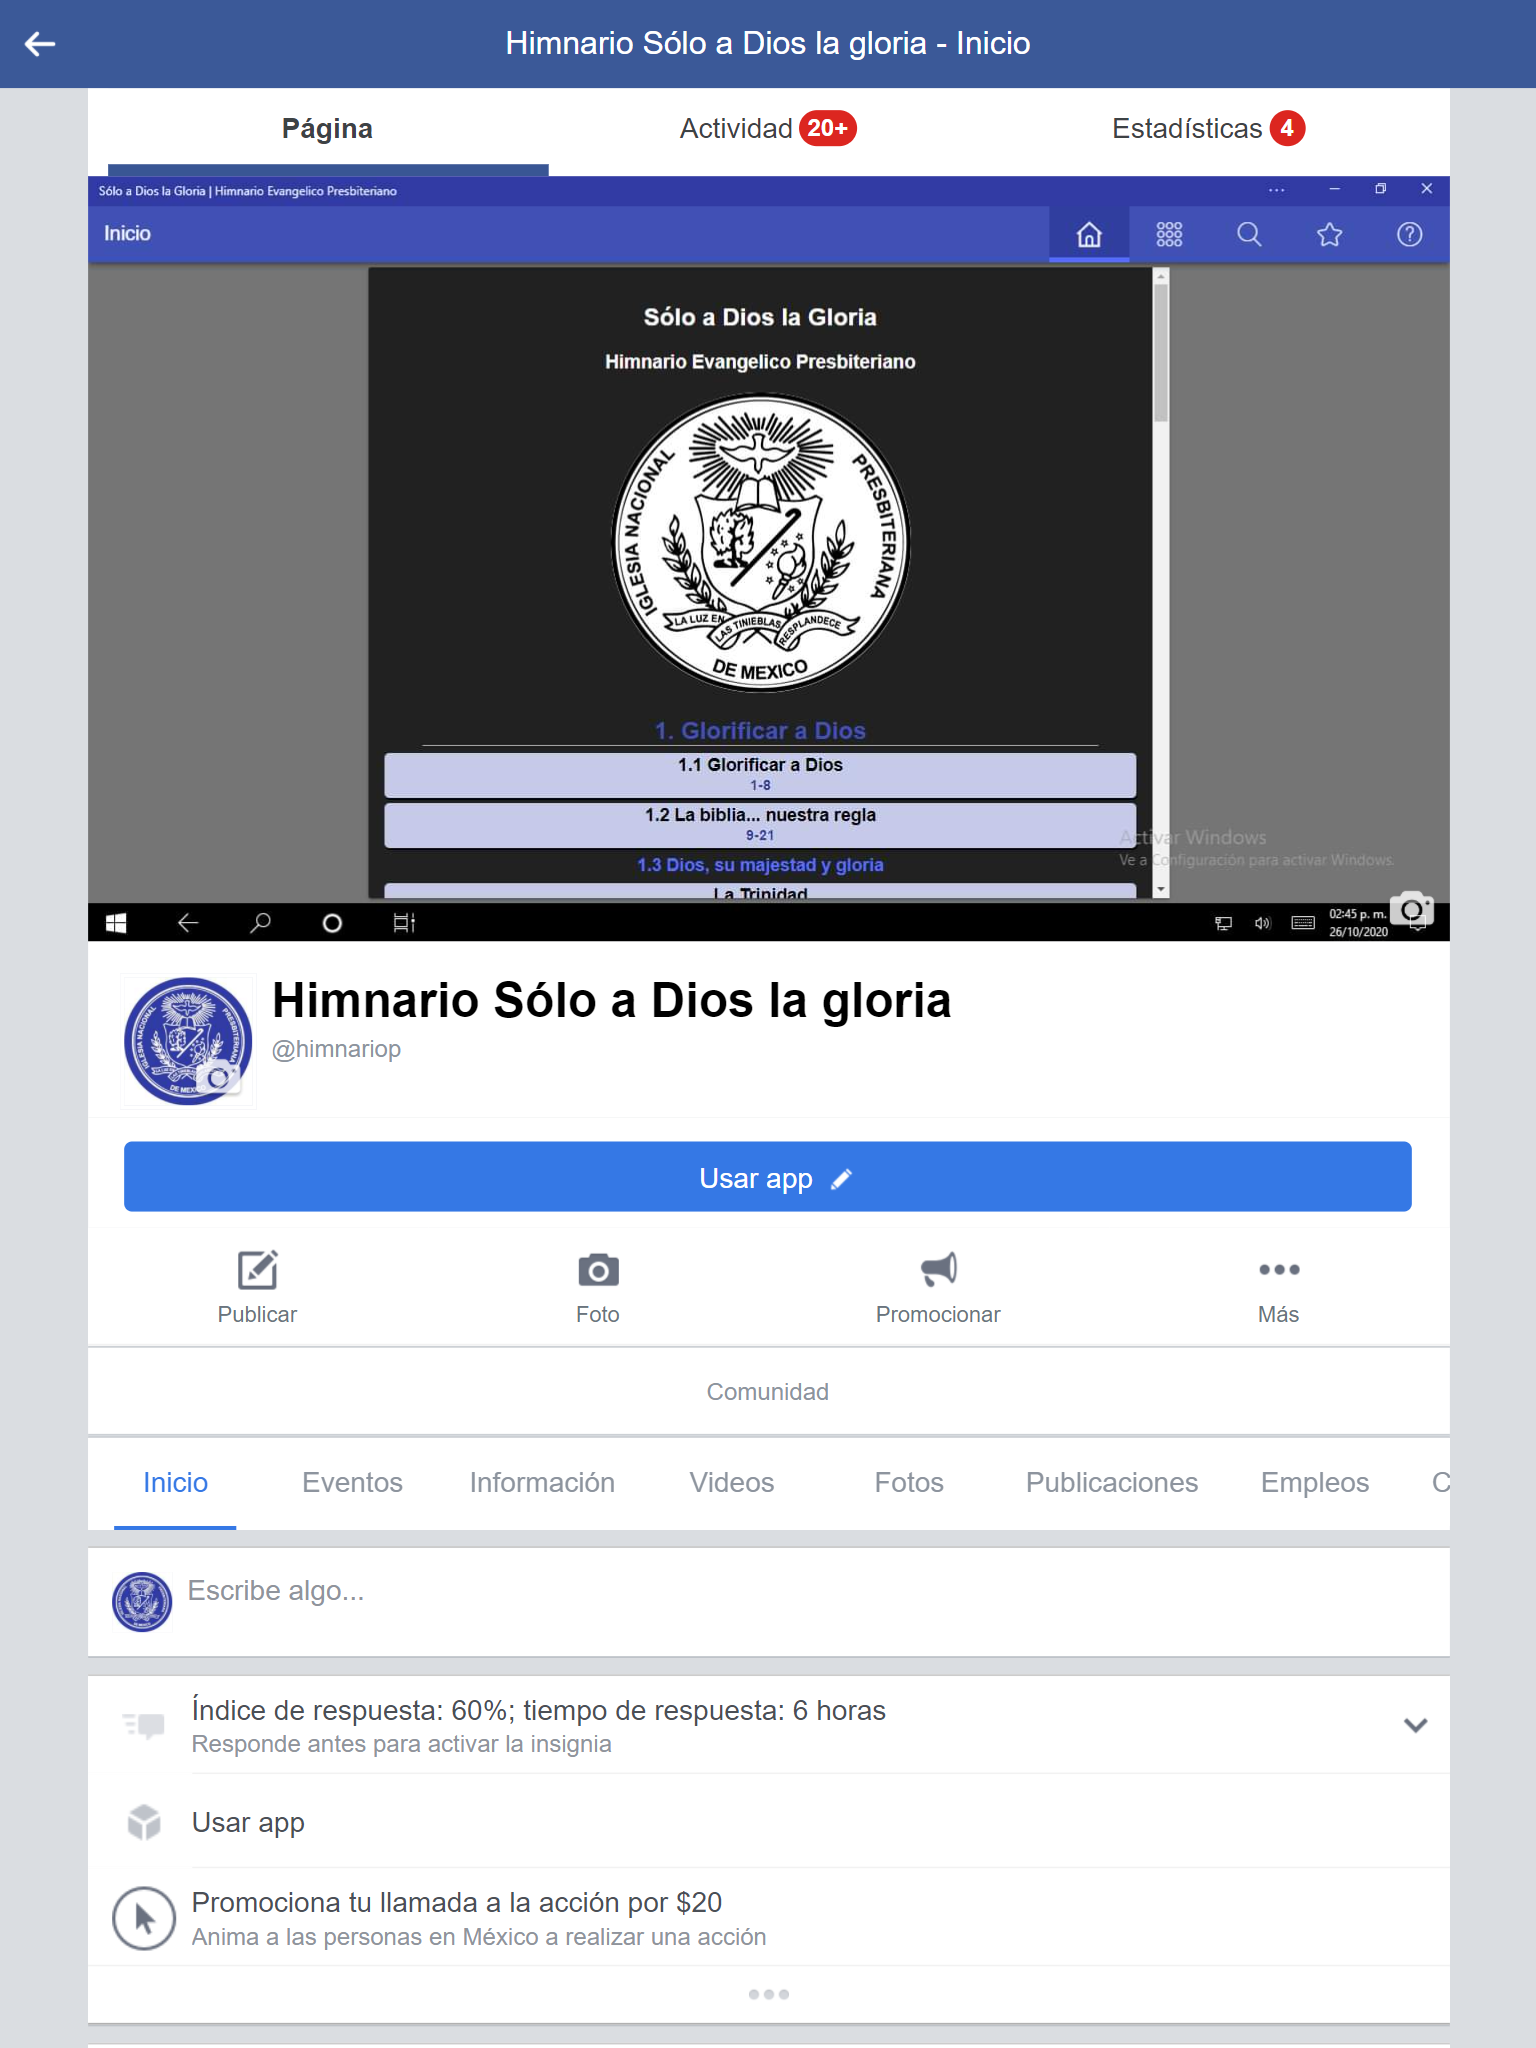 Himnario Sólo a Dios la gloria - Inicio
Página
Actividad 20+
Estadísticas 4
Sólo a Dios la Gloria | Himnario Evangelico Presbiteriano
Inicio
Sólo a Dios la Gloria
Himnario Evangelico Presbiteriano
IGLESIA NACIONAL PRESBITERIANA
LA LUZ EN LAS TINIEBLAS RESPLANDECE
DE MEXICO
1. Glorificar a Dios
1.1 Glorificar a Dios
1-8
1.2 La biblia... nuestra regla
9-21
1.3 Dios, su majestad y gloria
La Trinidad
Activar Windows
Ve a Configuración para activar Windows.
02:45 p. m.
26/10/2020
IGLESIA NACIONAL PRESBITERIANA
DE MEXICO
Himnario Sólo a Dios la gloria
@himnariop
Usar app
Publicar
Foto
Promocionar
Más
Comunidad
Inicio
Eventos
Información
Videos
Fotos
Publicaciones
Empleos
C
Escribe algo...
Índice de respuesta: 60%; tiempo de respuesta: 6 horas
Responde antes para activar la insignia
Usar app
Promociona tu llamada a la acción por $20
Anima a las personas en México a realizar una acción